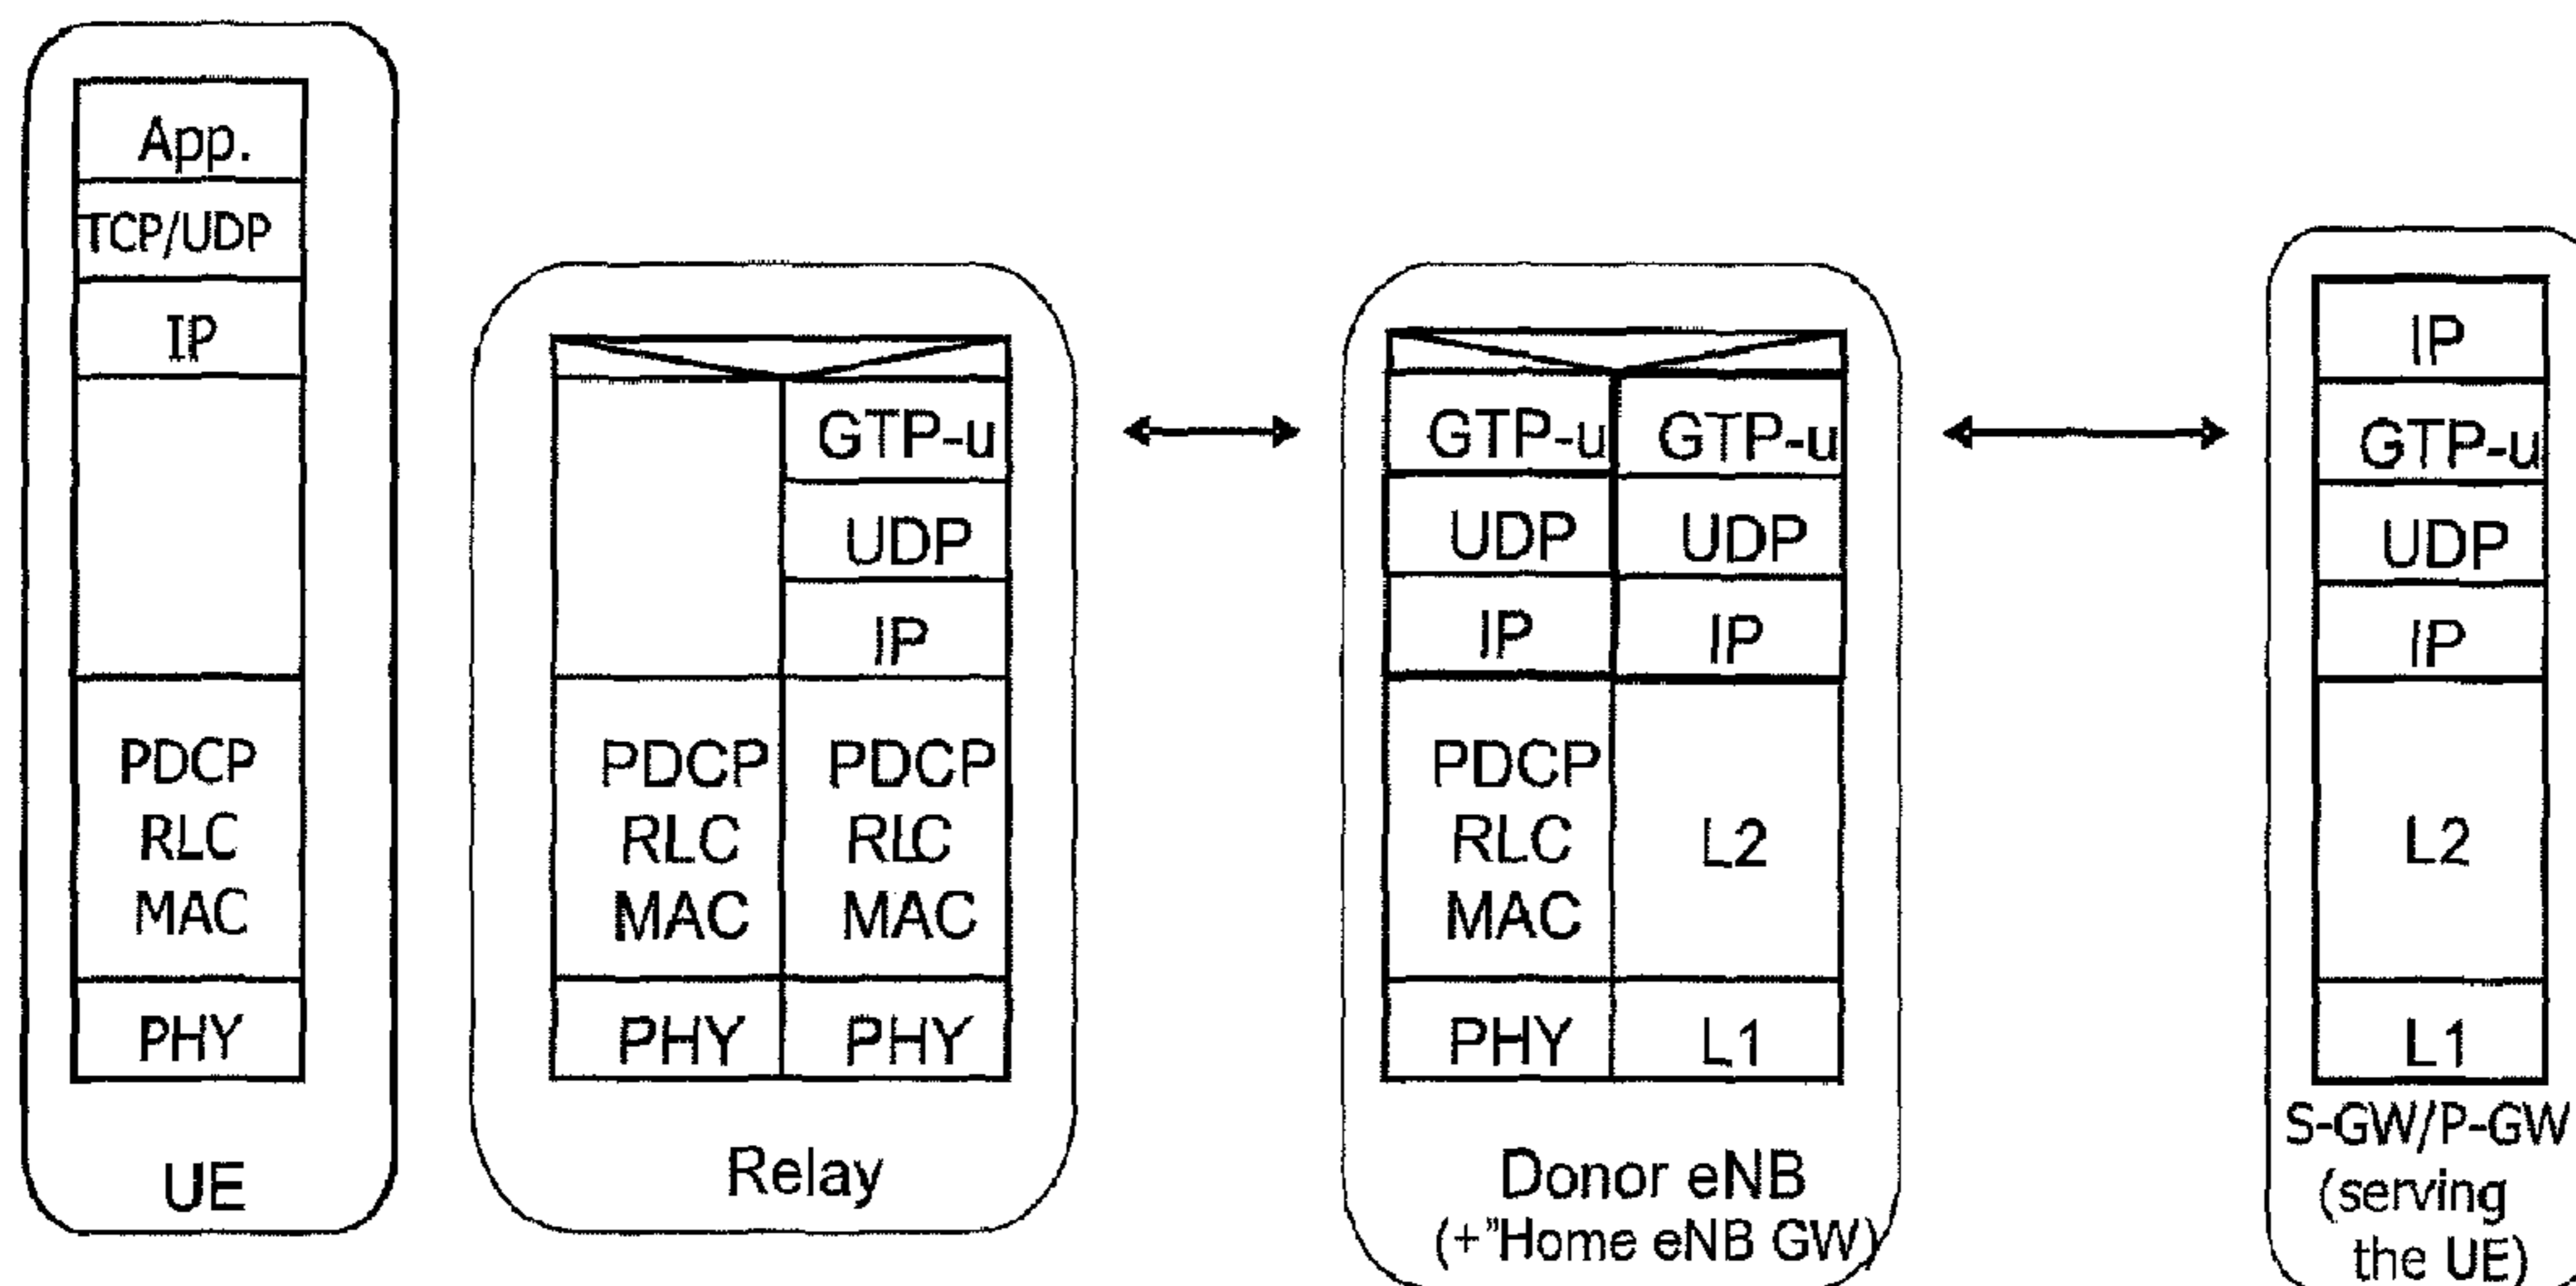 App.
TCP/UDP
IP
PDCP
RLC
MAC
PHY
UE
GTP-u
UDP
IP
PDCP PDCP
RLC RLC
MAC MAC
PHY PHY
Relay
GTP-u GTP-u
UDP UDP
IP IP
PDCP
RLC L2
MAC
PHY L1
Donor eNB
(+"Home eNB GW)
IP
GTP-u
UDP
IP
L2
L1
S-GW/P-GW
(serving
the UE)